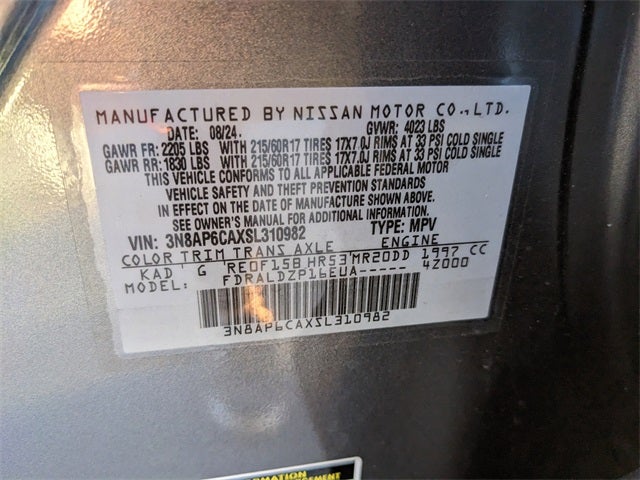 MANUFACTURED BY NISSAN MOTOR CO., LTD.
DATE: 08/24. GVWR: 4023 LBS
GAWR FR: 2205 LBS WITH 215/60R17 TIRES 17X7.0J RIMS AT 33 PSI COLD SINGLE
GAWR RR: 1830 LBS WITH 215/60R17 TIRES 17X7.0J RIMS AT 33 PSI COLD SINGLE
THIS VEHICLE CONFORMS TO ALL APPLICABLE FEDERAL MOTOR
VEHICLE SAFETY AND THEFT PREVENTION STANDARDS
IN EFFECT ON THE DATE OF MANUFACTURE SHOWN ABOVE.
SEE OWNER'S MANUAL FOR ADDITIONAL INFORMATION.
VIN: 3N8AP6CAXSL310982 TYPE: MPV
COLOR TRIM TRANS AXLE ENGINE
KAD G RE0F15B HR53 MR20DD 1997 CC
MODEL: FDRALDZP16EUA----- 4Z000
3N8AP6CAXSL310982